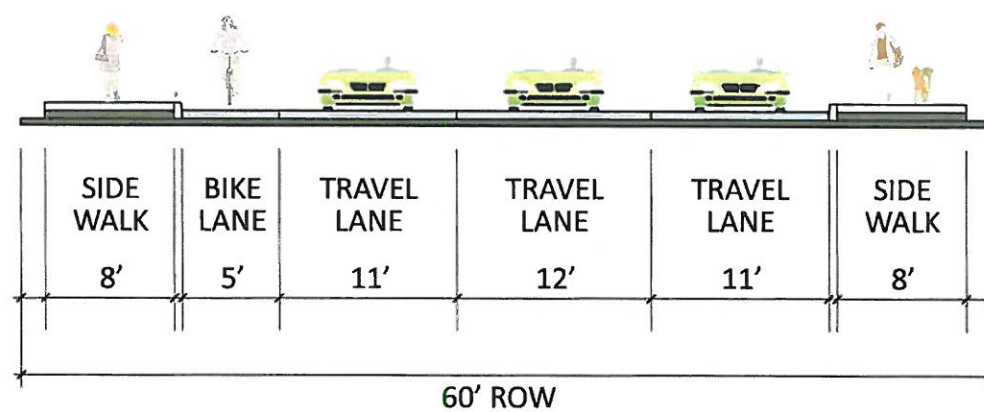 SIDE
WALK
8'
BIKE
LANE
5'
TRAVEL
LANE
11'
TRAVEL
LANE
12'
TRAVEL
LANE
11'
SIDE
WALK
8'
60' ROW